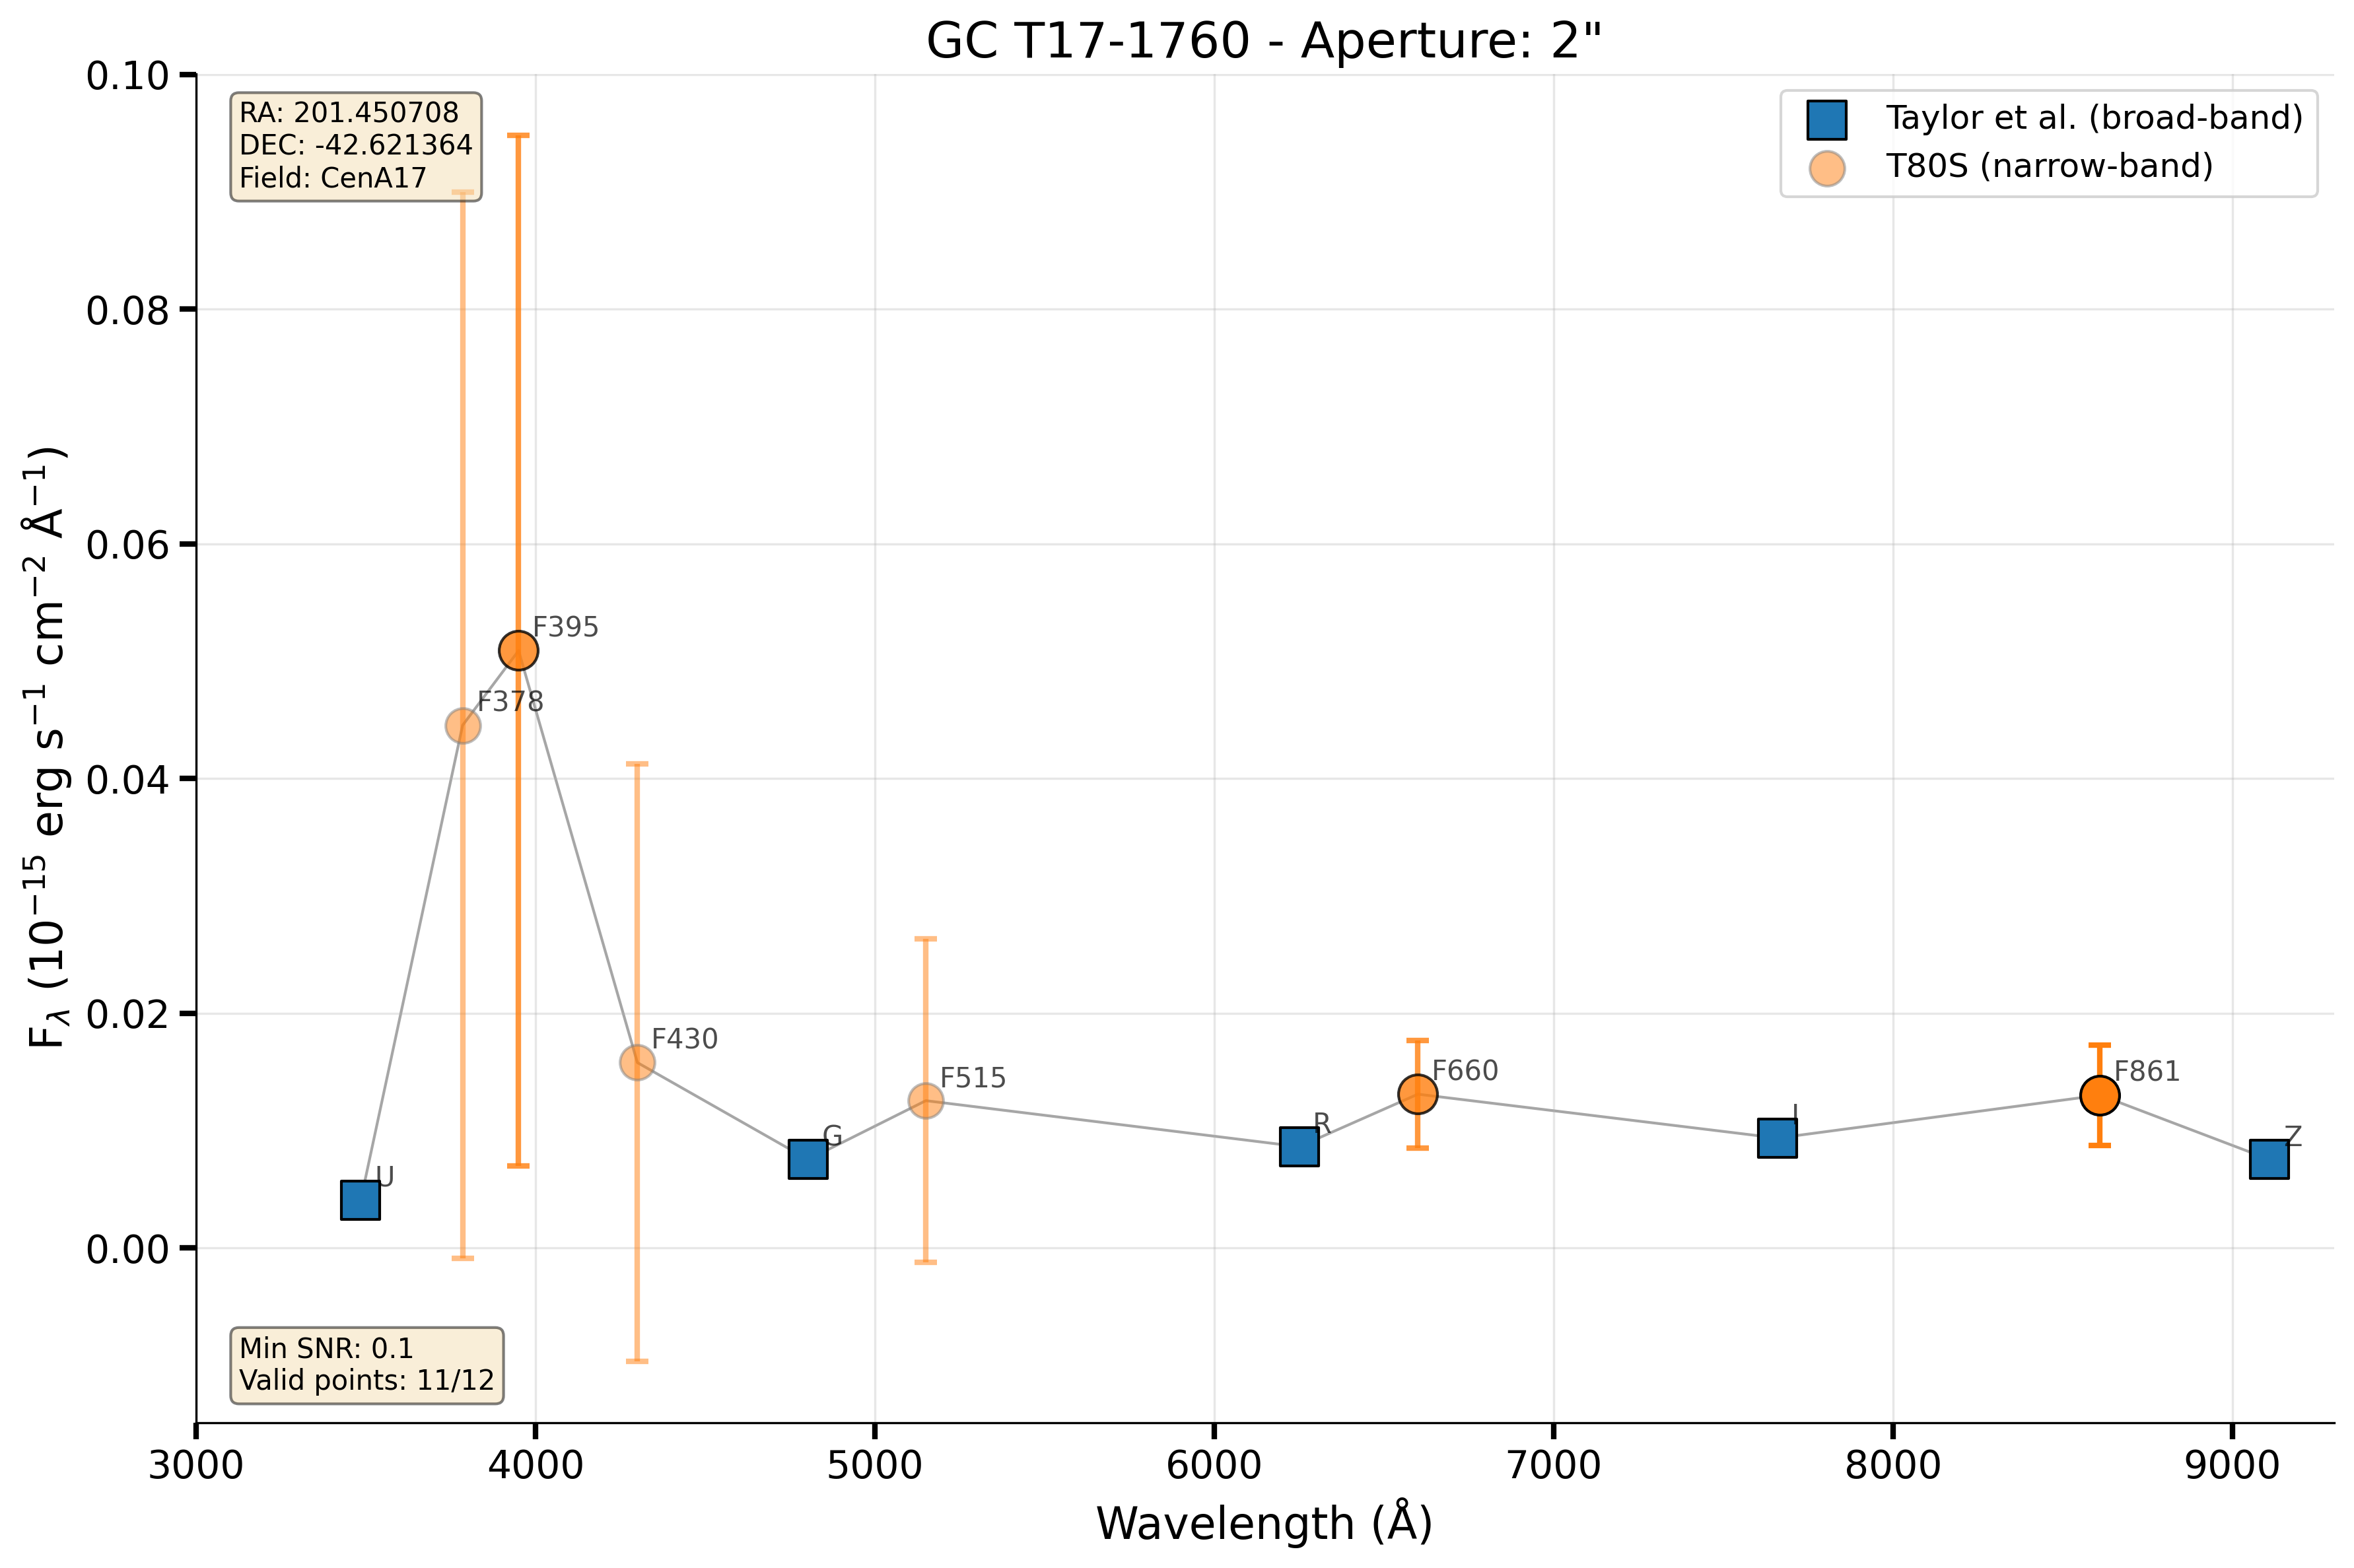 GC T17-1760 - Aperture: 2"
RA: 201.450708
DEC: -42.621364
Field: CenA17
Taylor et al. (broad-band)
T80S (narrow-band)
0.10
0.08
0.06
0.04
0.02
0.00
F_λ (10⁻¹⁵ erg s⁻¹ cm⁻² Å⁻¹)
F395
F378
F430
F515
F660
F861
U
G
R
I
Z
Min SNR: 0.1
Valid points: 11/12
3000 4000 5000 6000 7000 8000 9000
Wavelength (Å)